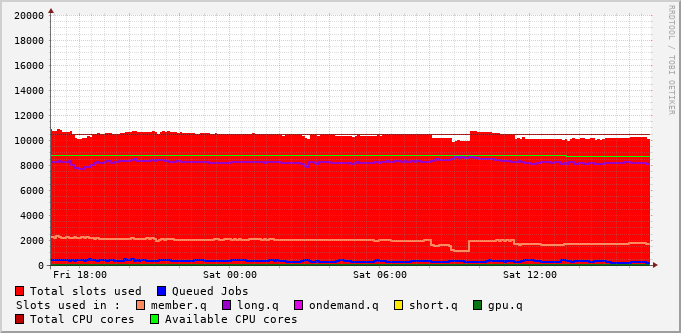 20000
18000
16000
14000
12000
10000
8000
6000
4000
2000
0
Fri 18:00 Sat 00:00 Sat 06:00 Sat 12:00
RRDTOOL / TOBI OETIKER
Total slots used Queued Jobs
Slots used in : member.q long.q ondemand.q short.q gpu.q
Total CPU cores Available CPU cores